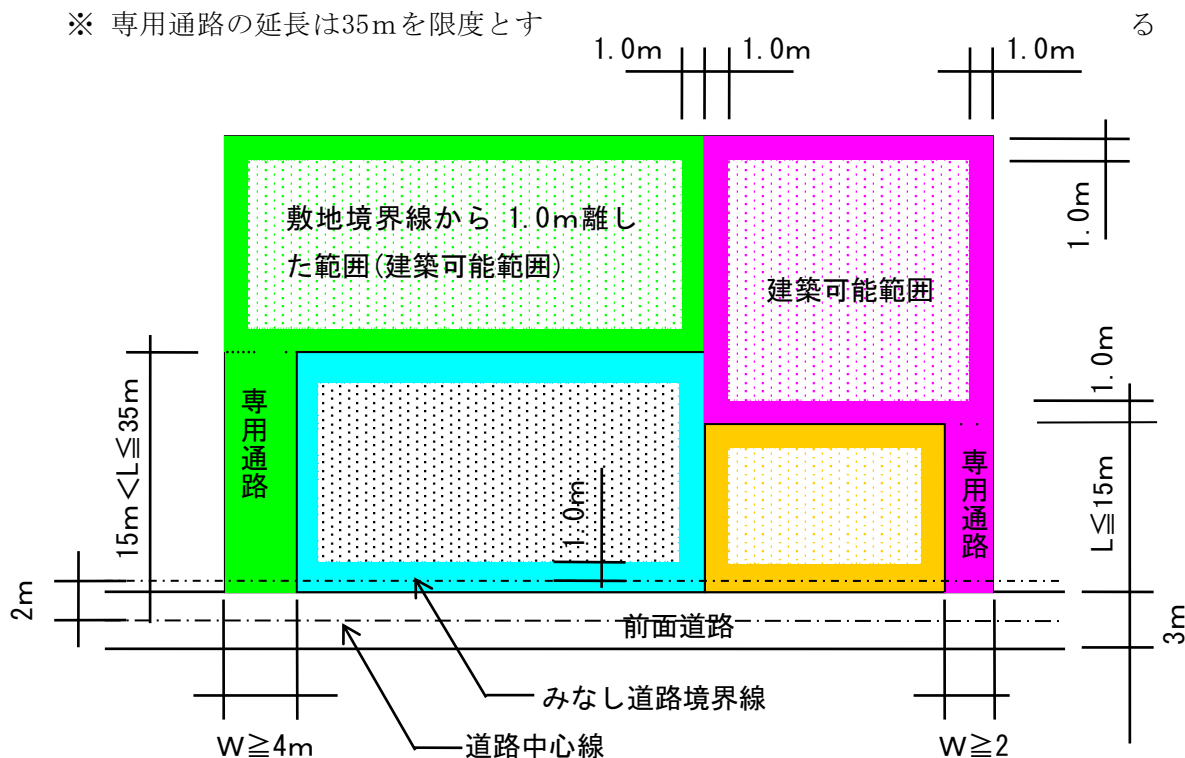 ※ 専用通路の延長は35mを限度とす る
1.0m 1.0m 1.0m
敷地境界線から 1.0m離し
た範囲(建築可能範囲)
建築可能範囲
1.0m
15m<L≦35m
専用通路
1.0m
1.0m
専用通路
L≦15m
2m
前面道路
3m
みなし道路境界線
W≧4m
道路中心線
W≧2